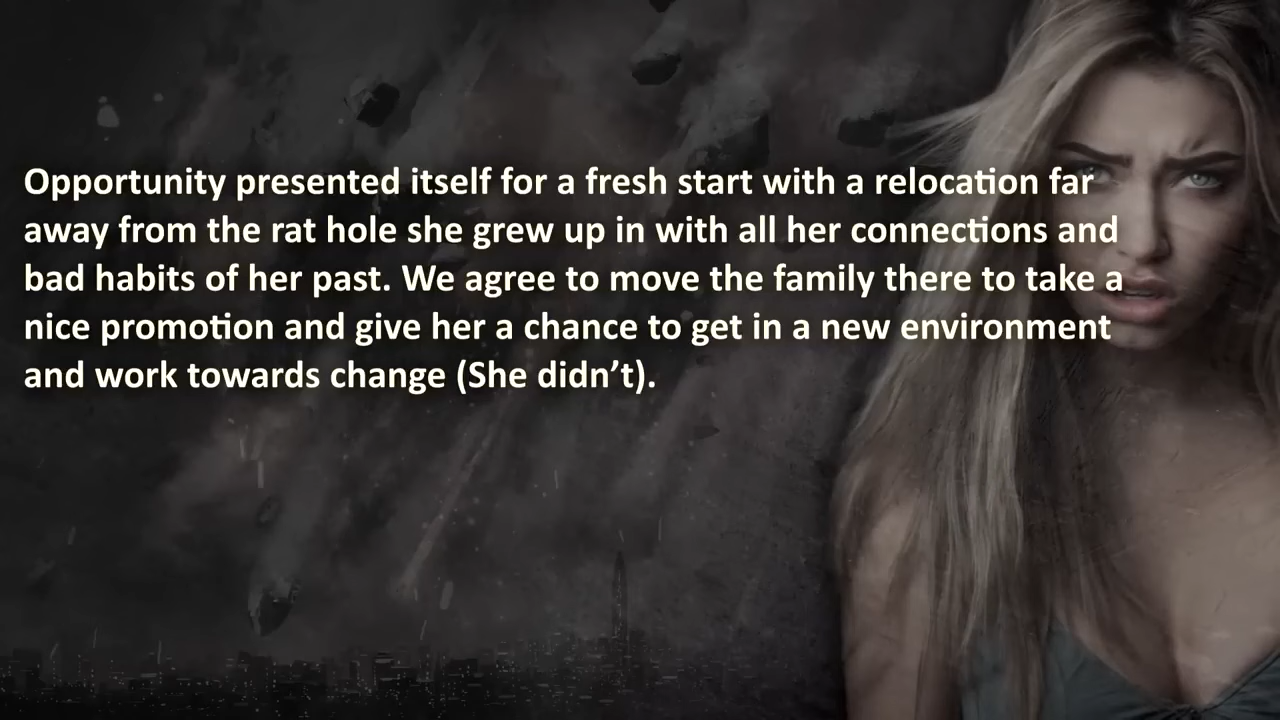 Opportunity presented itself for a fresh start with a relocation far
away from the rat hole she grew up in with all her connections and
bad habits of her past. We agree to move the family there to take a
nice promotion and give her a chance to get in a new environment
and work towards change (She didn’t).